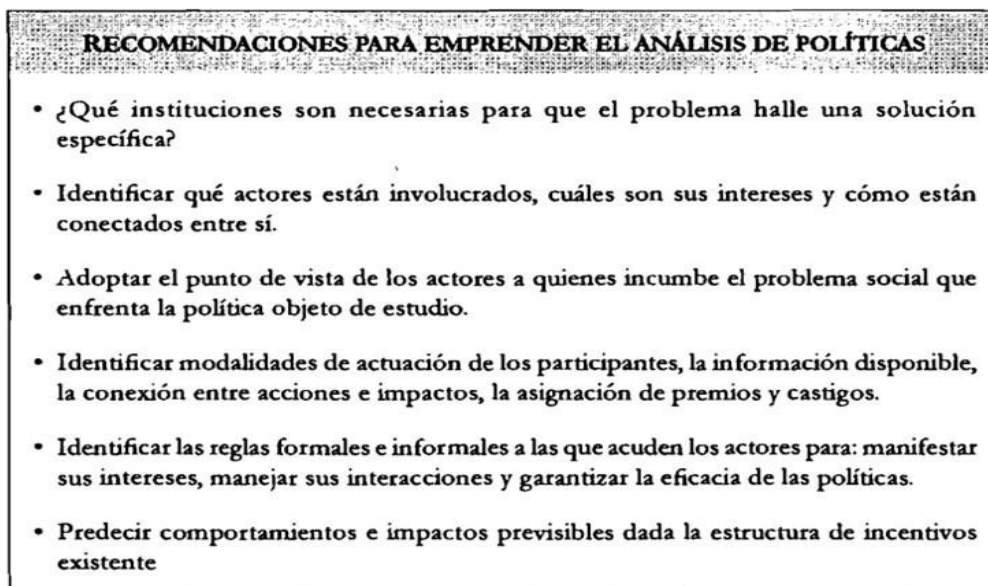 RECOMENDACIONES PARA EMPRENDER EL ANÁLISIS DE POLÍTICAS
• ¿Qué instituciones son necesarias para que el problema halle una solución
específica?
• Identificar qué actores están involucrados, cuáles son sus intereses y cómo están
conectados entre sí.
• Adoptar el punto de vista de los actores a quienes incumbe el problema social que
enfrenta la política objeto de estudio.
• Identificar modalidades de actuación de los participantes, la información disponible,
la conexión entre acciones e impactos, la asignación de premios y castigos.
• Identificar las reglas formales e informales a las que acuden los actores para: manifestar
sus intereses, manejar sus interacciones y garantizar la eficacia de las políticas.
• Predecir comportamientos e impactos previsibles dada la estructura de incentivos
existente